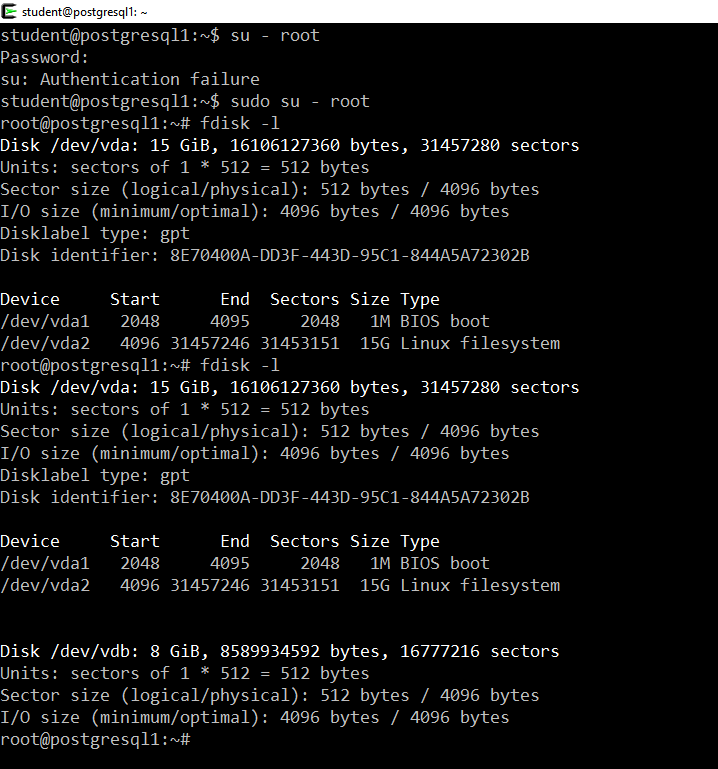 student@postgresql1: ~
student@postgresql1:~$ su - root
Password:
su: Authentication failure
student@postgresql1:~$ sudo su - root
root@postgresql1:~# fdisk -l
Disk /dev/vda: 15 GiB, 16106127360 bytes, 31457280 sectors
Units: sectors of 1 * 512 = 512 bytes
Sector size (logical/physical): 512 bytes / 4096 bytes
I/O size (minimum/optimal): 4096 bytes / 4096 bytes
Disklabel type: gpt
Disk identifier: 8E70400A-DD3F-443D-95C1-844A5A72302B
Device     Start      End  Sectors Size Type
/dev/vda1   2048     4095     2048   1M BIOS boot
/dev/vda2   4096 31457246 31453151  15G Linux filesystem
root@postgresql1:~# fdisk -l
Disk /dev/vda: 15 GiB, 16106127360 bytes, 31457280 sectors
Units: sectors of 1 * 512 = 512 bytes
Sector size (logical/physical): 512 bytes / 4096 bytes
I/O size (minimum/optimal): 4096 bytes / 4096 bytes
Disklabel type: gpt
Disk identifier: 8E70400A-DD3F-443D-95C1-844A5A72302B
Device     Start      End  Sectors Size Type
/dev/vda1   2048     4095     2048   1M BIOS boot
/dev/vda2   4096 31457246 31453151  15G Linux filesystem
Disk /dev/vdb: 8 GiB, 8589934592 bytes, 16777216 sectors
Units: sectors of 1 * 512 = 512 bytes
Sector size (logical/physical): 512 bytes / 4096 bytes
I/O size (minimum/optimal): 4096 bytes / 4096 bytes
root@postgresql1:~#